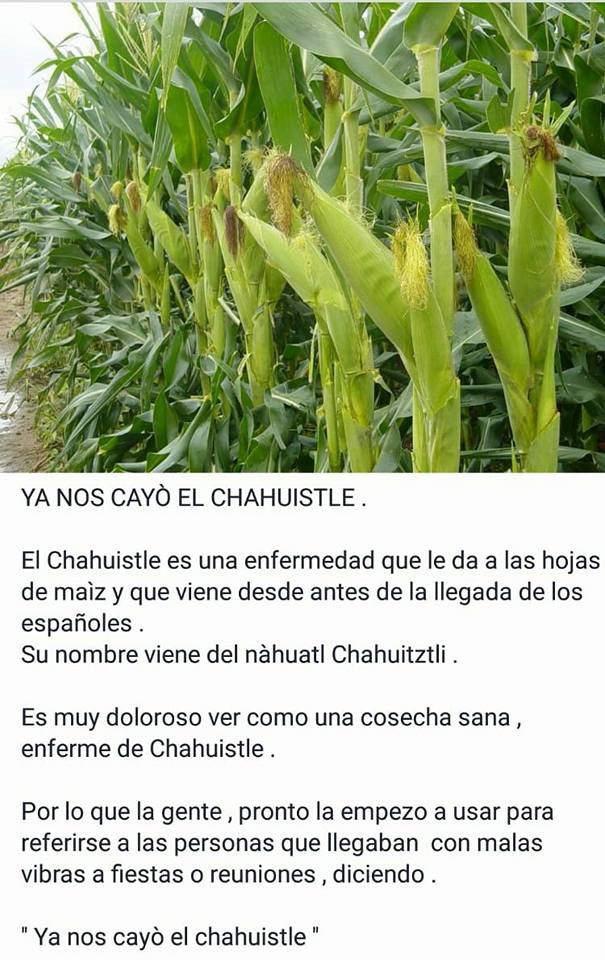 YA NOS CAYÒ EL CHAHUISTLE .
El Chahuistle es una enfermedad que le da a las hojas
de maìz y que viene desde antes de la llegada de los
españoles .
Su nombre viene del nàhuatl Chahuitztli .
Es muy doloroso ver como una cosecha sana ,
enferme de Chahuistle .
Por lo que la gente , pronto la empezo a usar para
referirse a las personas que llegaban  con malas
vibras a fiestas o reuniones , diciendo .
" Ya nos cayò el chahuistle "